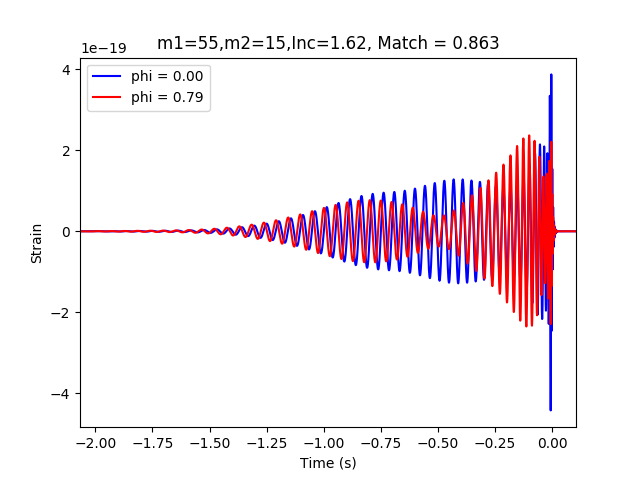 m1=55,m2=15,Inc=1.62, Match = 0.863
1e−19
phi = 0.00
phi = 0.79
4
2
0
−2
−4
Strain
−2.00 −1.75 −1.50 −1.25 −1.00 −0.75 −0.50 −0.25 0.00
Time (s)